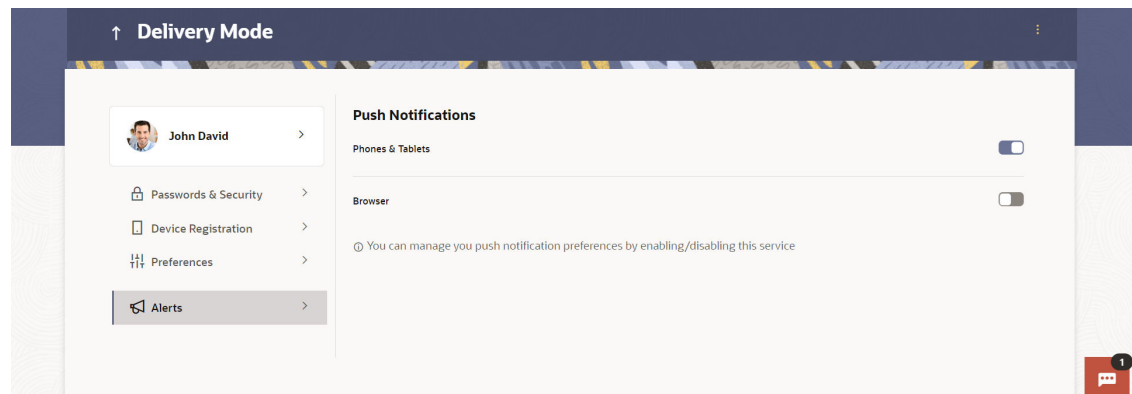 Delivery Mode
John David
Passwords & Security
Device Registration
Preferences
Alerts
Push Notifications
Phones & Tablets
Browser
You can manage you push notification preferences by enabling/disabling this service
1